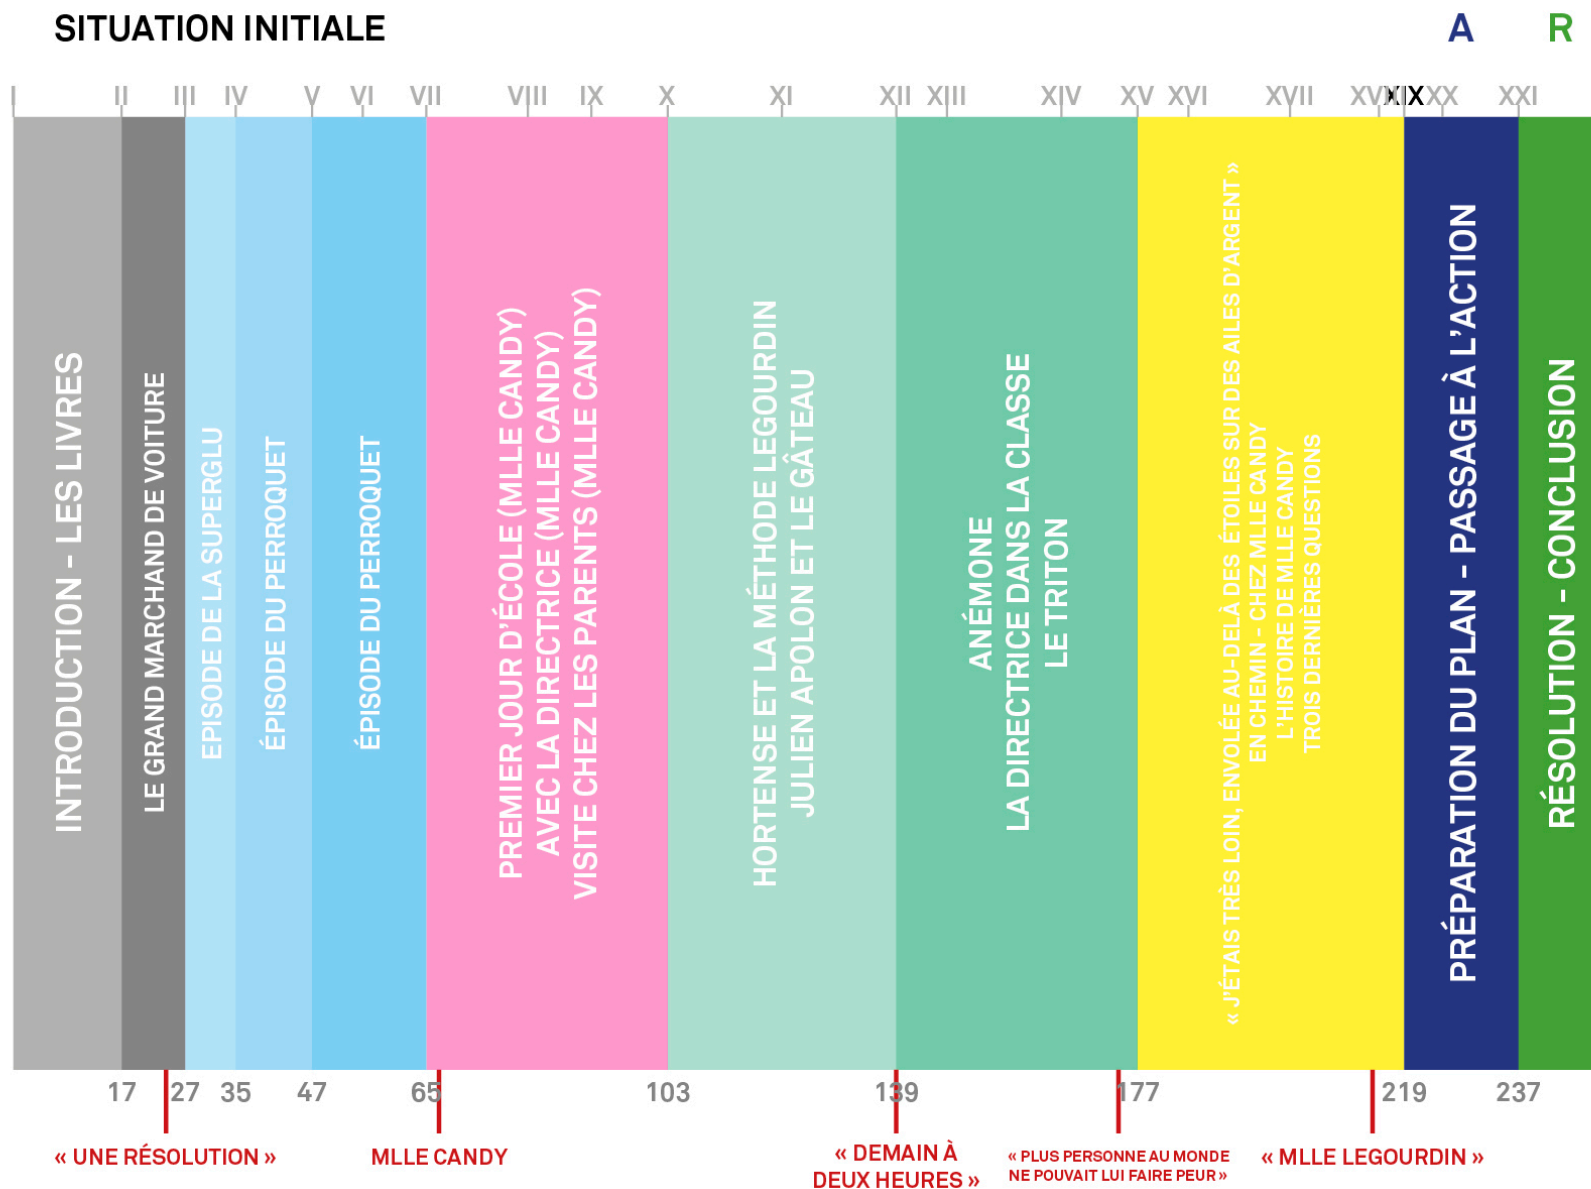 SITUATION INITIALE
A
R
I
II
III
IV
V
VI
VII
VIII
IX
X
XI
XII
XIII
XIV
XV
XVI
XVII
XVIII
XIX
XX
XXI
INTRODUCTION - LES LIVRES
LE GRAND MARCHAND DE VOITURE
EPISODE DE LA SUPERGLU
ÉPISODE DU PERROQUET
ÉPISODE DU PERROQUET
PREMIER JOUR D'ÉCOLE (MLLE CANDY)
AVEC LA DIRECTRICE (MLLE CANDY)
VISITE CHEZ LES PARENTS (MLLE CANDY)
HORTENSE ET LA MÉTHODE LEGOURDIN
JULIEN APOLON ET LE GÂTEAU
ANÉMONE
LA DIRECTRICE DANS LA CLASSE
LE TRITON
« J'ÉTAIS TRÈS LOIN, ENVOLÉE AU-DELÀ DES ÉTOILES SUR DES AILES D'ARGENT »
EN CHEMIN - CHEZ MLLE CANDY
L'HISTOIRE DE MLLE CANDY
TROIS DERNIÈRES QUESTIONS
PRÉPARATION DU PLAN - PASSAGE À L'ACTION
RÉSOLUTION - CONCLUSION
17
27
35
47
65
103
139
177
219
237
« UNE RÉSOLUTION »
MLLE CANDY
« DEMAIN À
DEUX HEURES »
« PLUS PERSONNE AU MONDE
NE POUVAIT LUI FAIRE PEUR »
« MLLE LEGOURDIN »